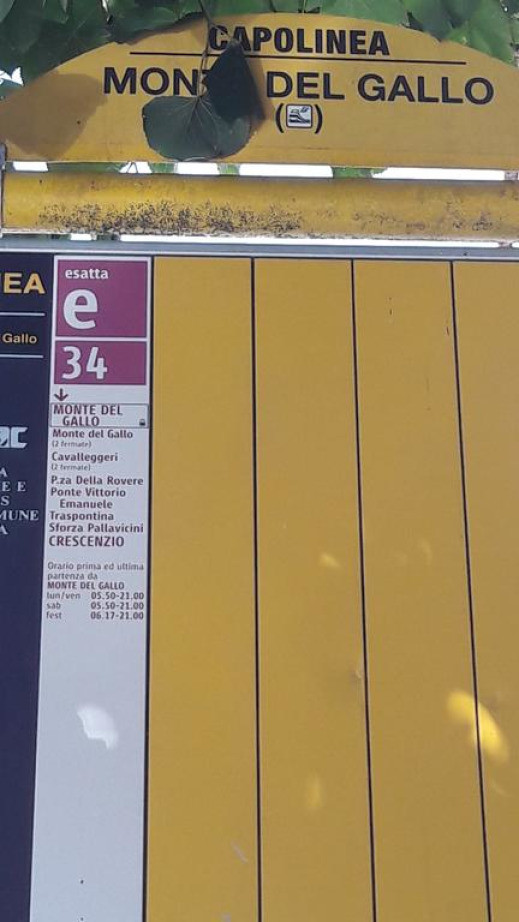 CAPOLINEA
MONTE DEL GALLO
EA
Gallo
A
E E
S
MUNE
A
esatta
e
34
MONTE DEL
GALLO
Monte del Gallo
(2 fermate)
Cavalleggeri
(2 fermate)
P.za Della Rovere
Ponte Vittorio
Emanuele
Traspontina
Sforza Pallavicini
CRESCENZIO
Orario prima ed ultima
partenza da
MONTE DEL GALLO
lun/ven 05.50-21.00
sab 05.50-21.00
fest 06.17-21.00